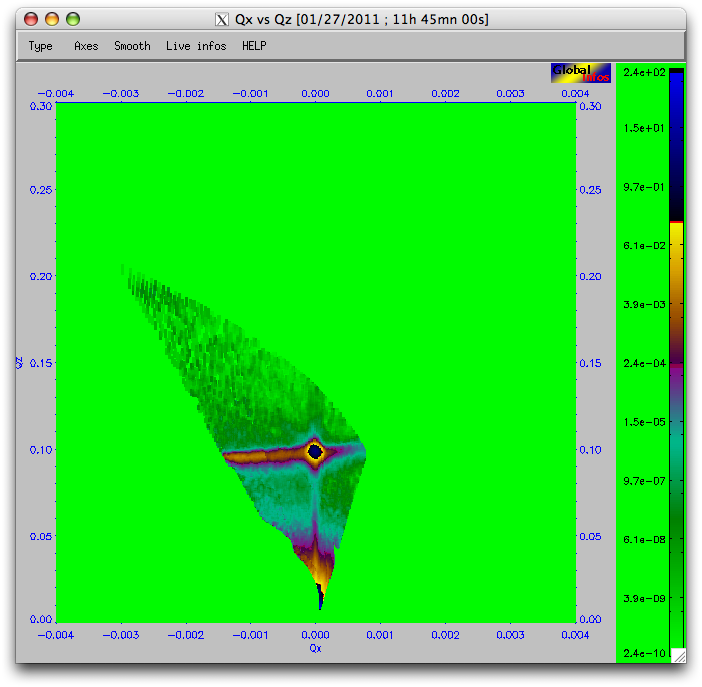 X Qx vs Qz [01/27/2011 ; 11h 45mn 00s]
Type Axes Smooth Live infos HELP
Global
Infos
-0.004 -0.003 -0.002 -0.001 0.000 0.001 0.002 0.003 0.004
0.30 0.30
0.25 0.25
0.20 0.20
0.15 0.15
Qz
0.10 0.10
0.05 0.05
0.00 0.00
-0.004 -0.003 -0.002 -0.001 0.000 0.001 0.002 0.003 0.004
Qx
2.4e+02
1.5e+01
9.7e-01
6.1e-02
3.9e-03
2.4e-04
1.5e-05
9.7e-07
6.1e-08
3.9e-09
2.4e-10